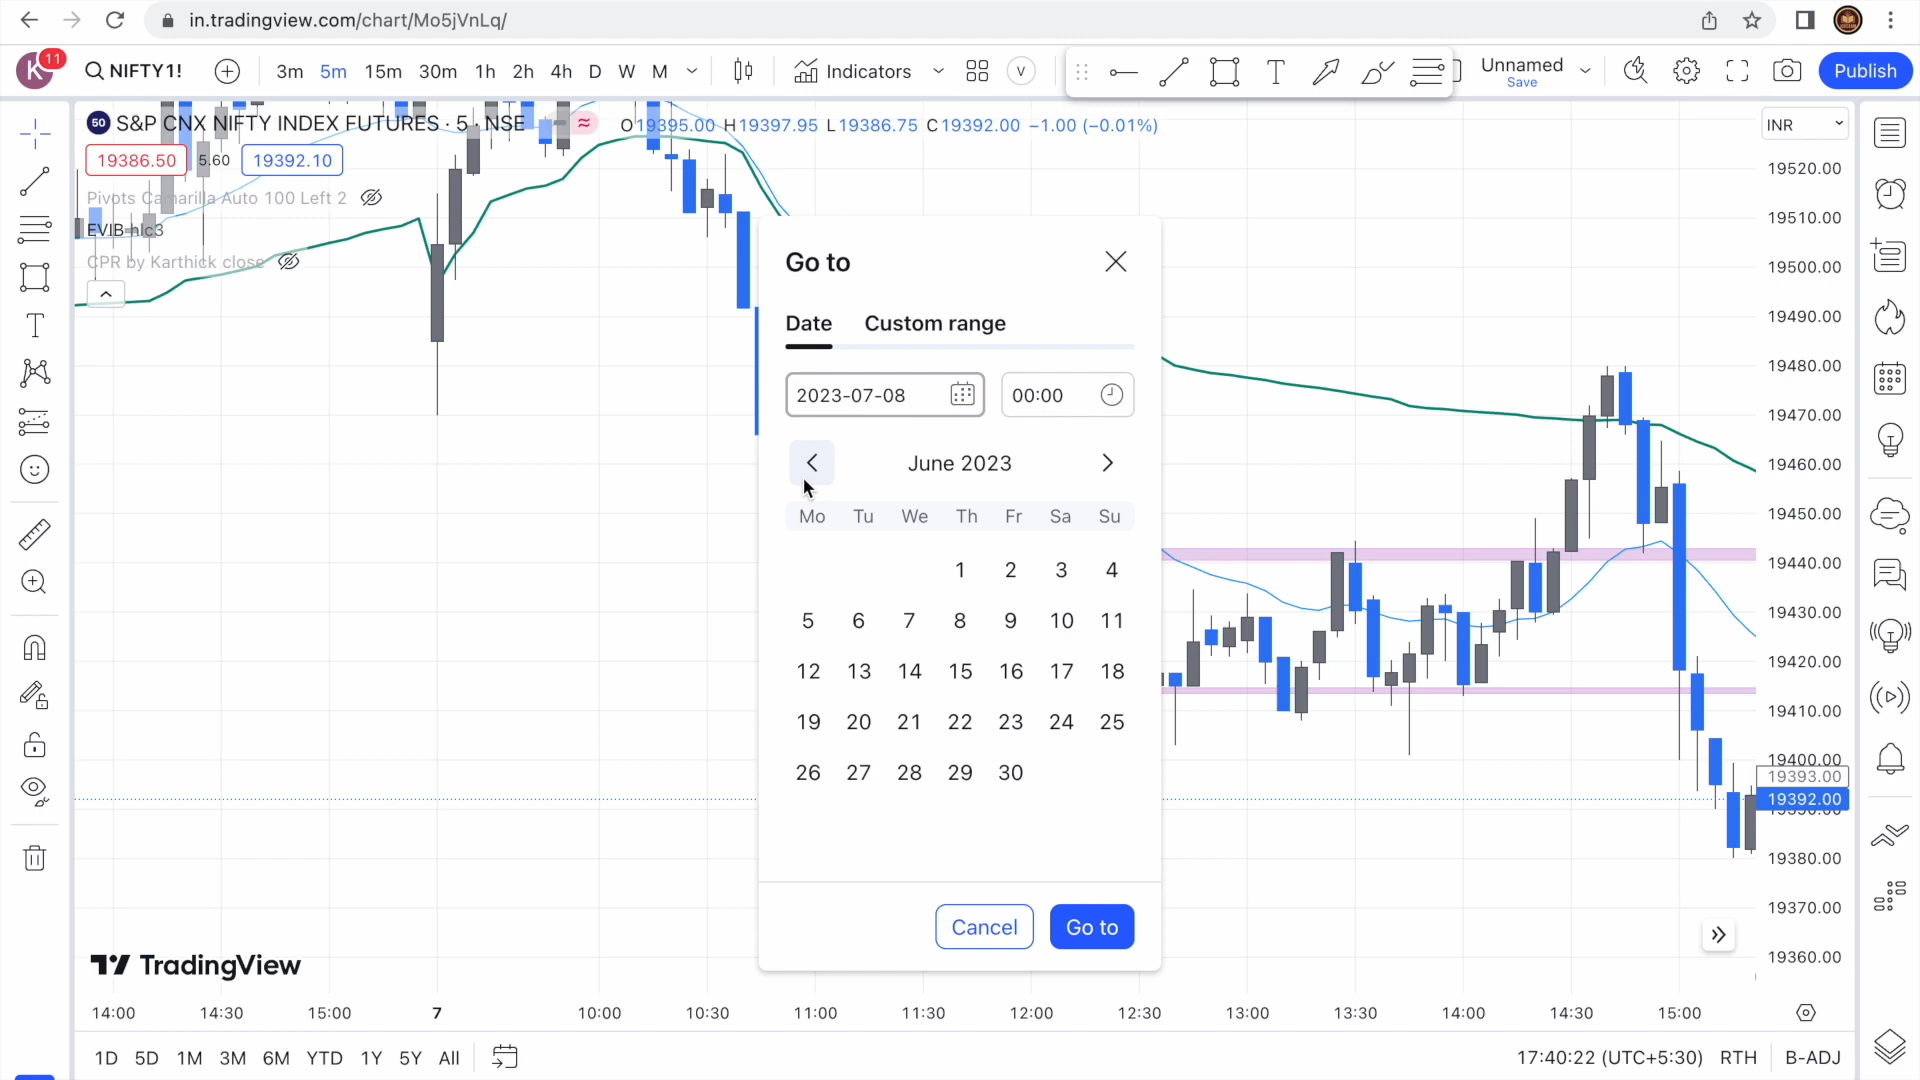 in.tradingview.com/chart/Mo5jVnLq/
K 11 NIFTY1! 3m 5m 15m 30m 1h 2h 4h D W M Indicators V T Unnamed Save Publish
50 S&P CNX NIFTY INDEX FUTURES · 5 · NSE O19395.00 H19397.95 L19386.75 C19392.00 −1.00 (−0.01%) INR
19386.50 5.60 19392.10
Pivots Camarilla Auto 100 Left 2
EVIB hlc3
CPR by Karthick close
T
Go to
Date Custom range
2023-07-08 00:00
June 2023
Mo Tu We Th Fr Sa Su
1 2 3 4
5 6 7 8 9 10 11
12 13 14 15 16 17 18
19 20 21 22 23 24 25
26 27 28 29 30
Cancel Go to
19520.00
19510.00
19500.00
19490.00
19480.00
19470.00
19460.00
19450.00
19440.00
19430.00
19420.00
19410.00
19400.00
19393.00
19392.00
19390.00
19380.00
19370.00
19360.00
TradingView
14:00 14:30 15:00 7 10:00 10:30 11:00 11:30 12:00 12:30 13:00 13:30 14:00 14:30 15:00
1D 5D 1M 3M 6M YTD 1Y 5Y All 17:40:22 (UTC+5:30) RTH B-ADJ